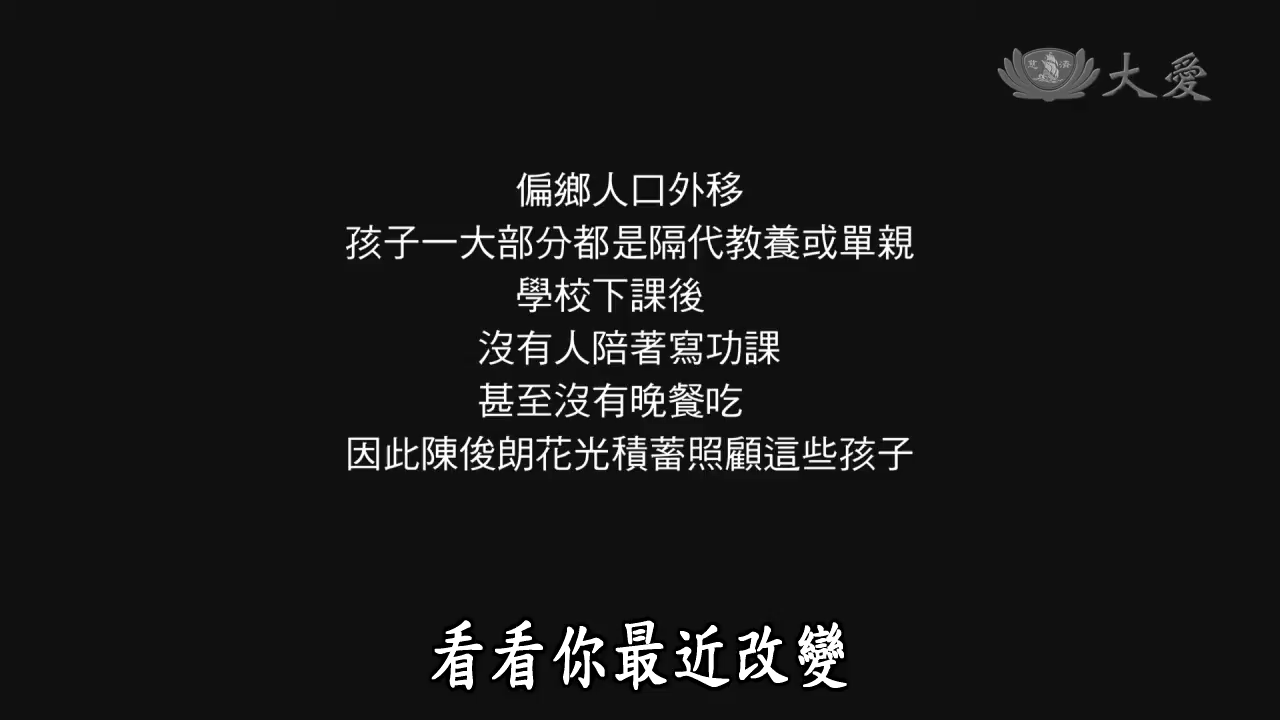 慈濟
大愛
偏鄉人口外移
孩子一大部分都是隔代教養或單親
學校下課後
沒有人陪著寫功課
甚至沒有晚餐吃
因此陳俊朗花光積蓄照顧這些孩子
看看你最近改變